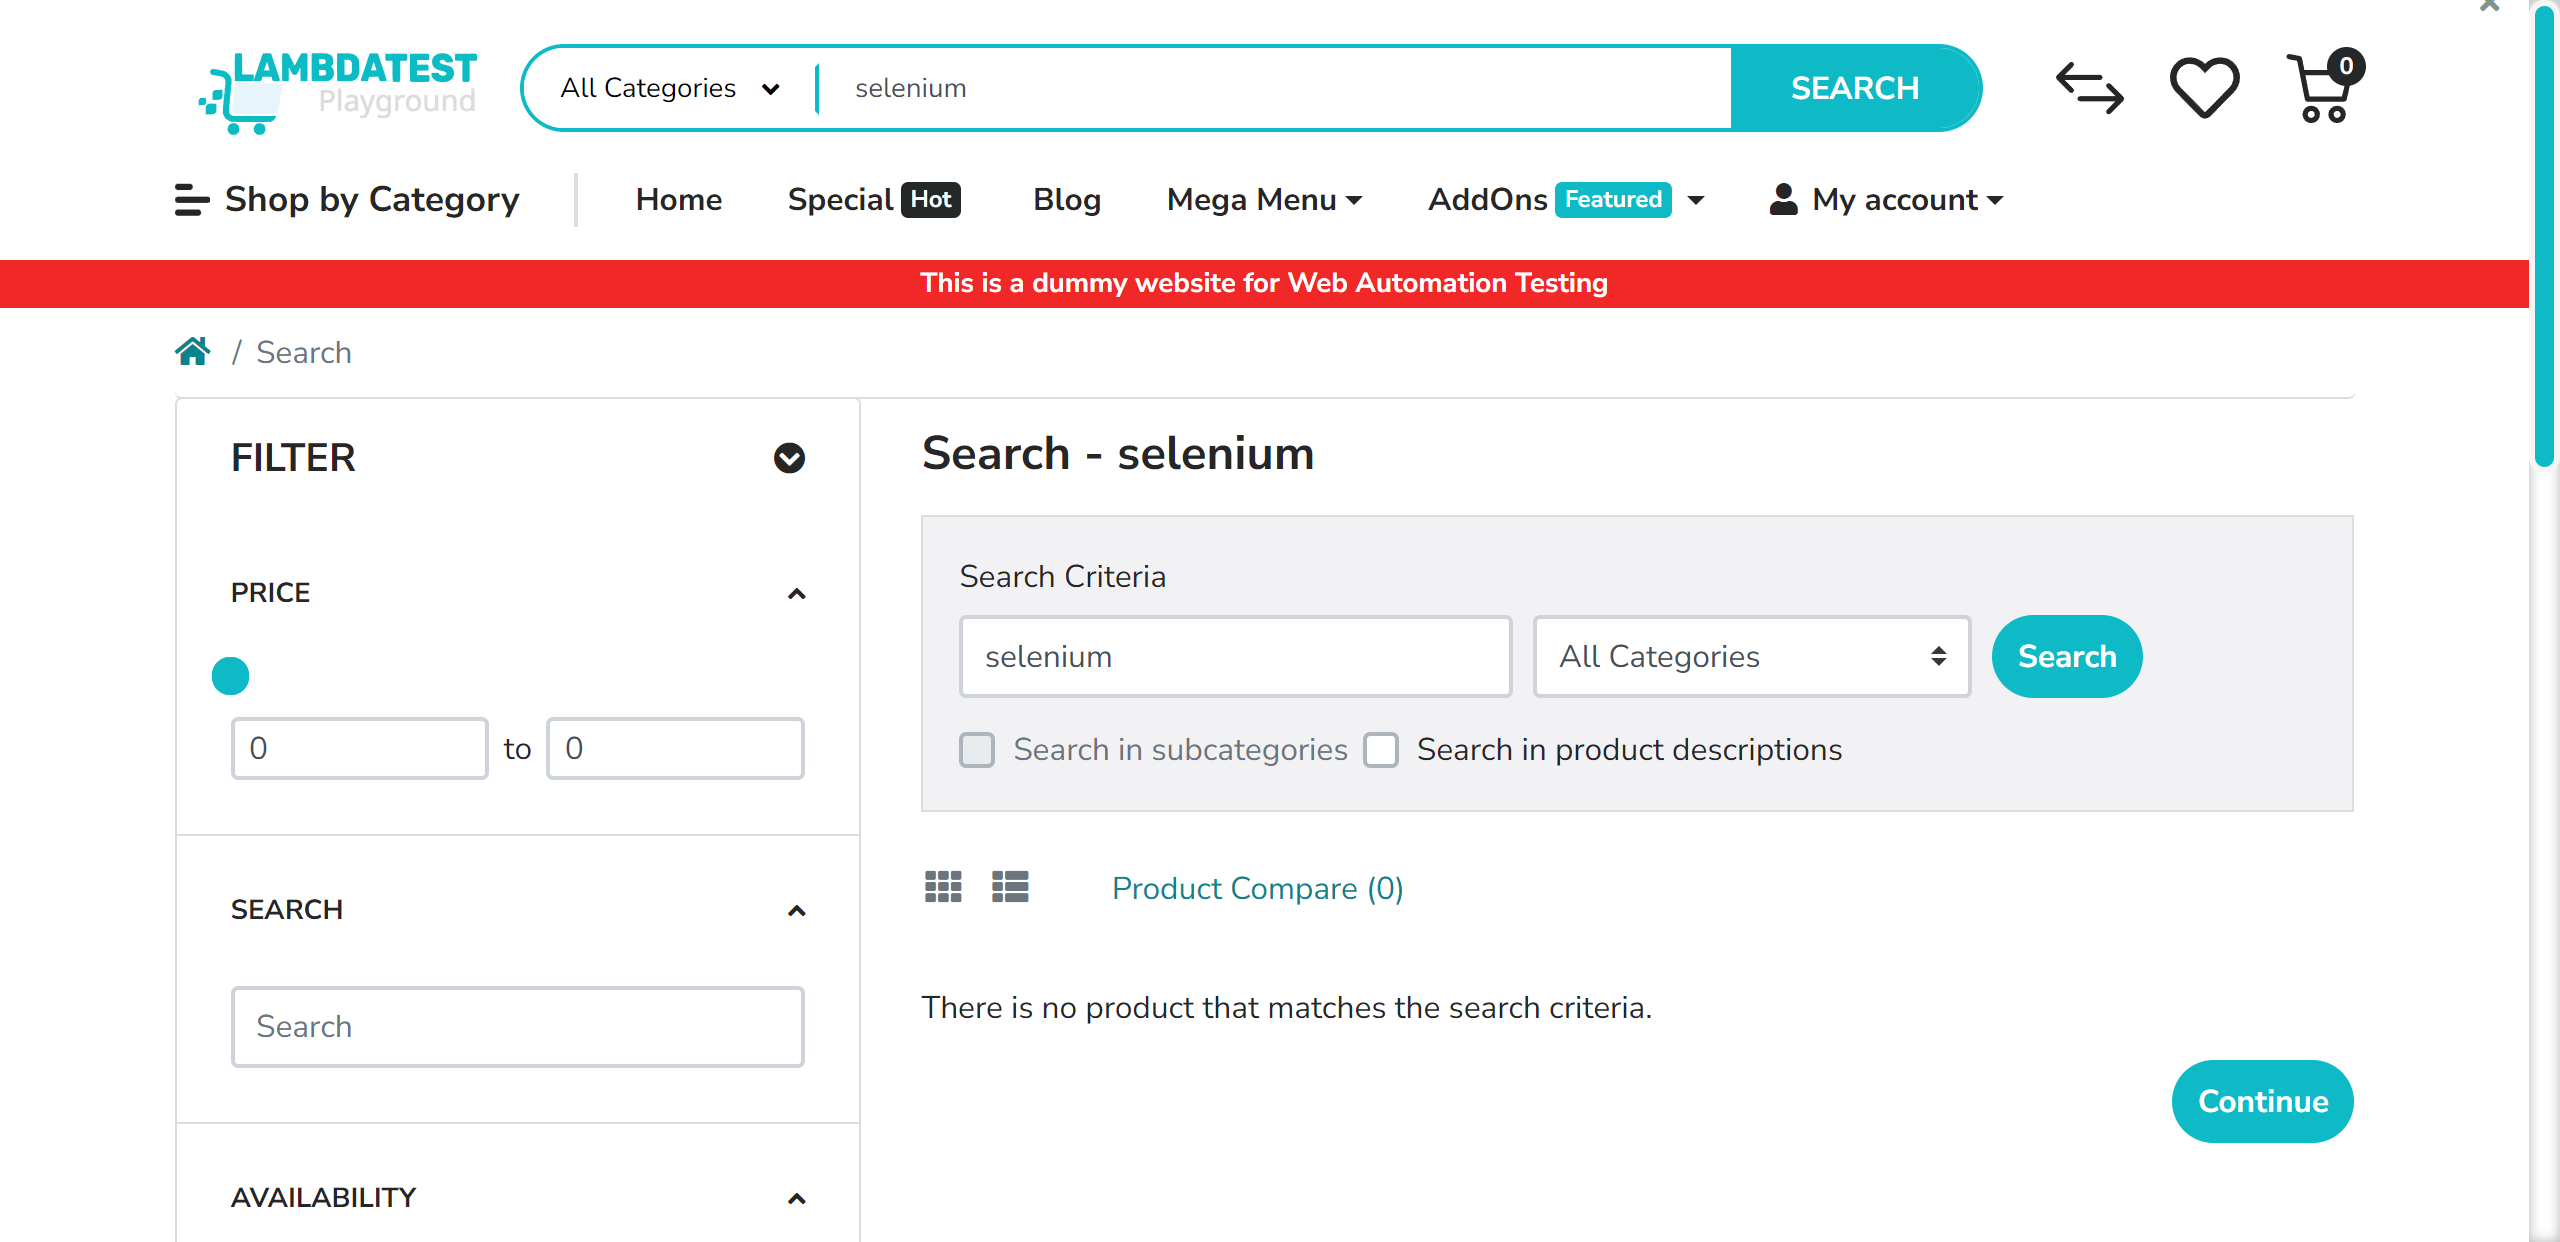 LAMBDATEST
Playground
All Categories
selenium
SEARCH
0
Shop by Category
Home
Special Hot
Blog
Mega Menu
AddOns Featured
My account
This is a dummy website for Web Automation Testing
/ Search
FILTER
PRICE
0 to 0
SEARCH
Search
AVAILABILITY
Search - selenium
Search Criteria
selenium
All Categories
Search
Search in subcategories
Search in product descriptions
Product Compare (0)
There is no product that matches the search criteria.
Continue